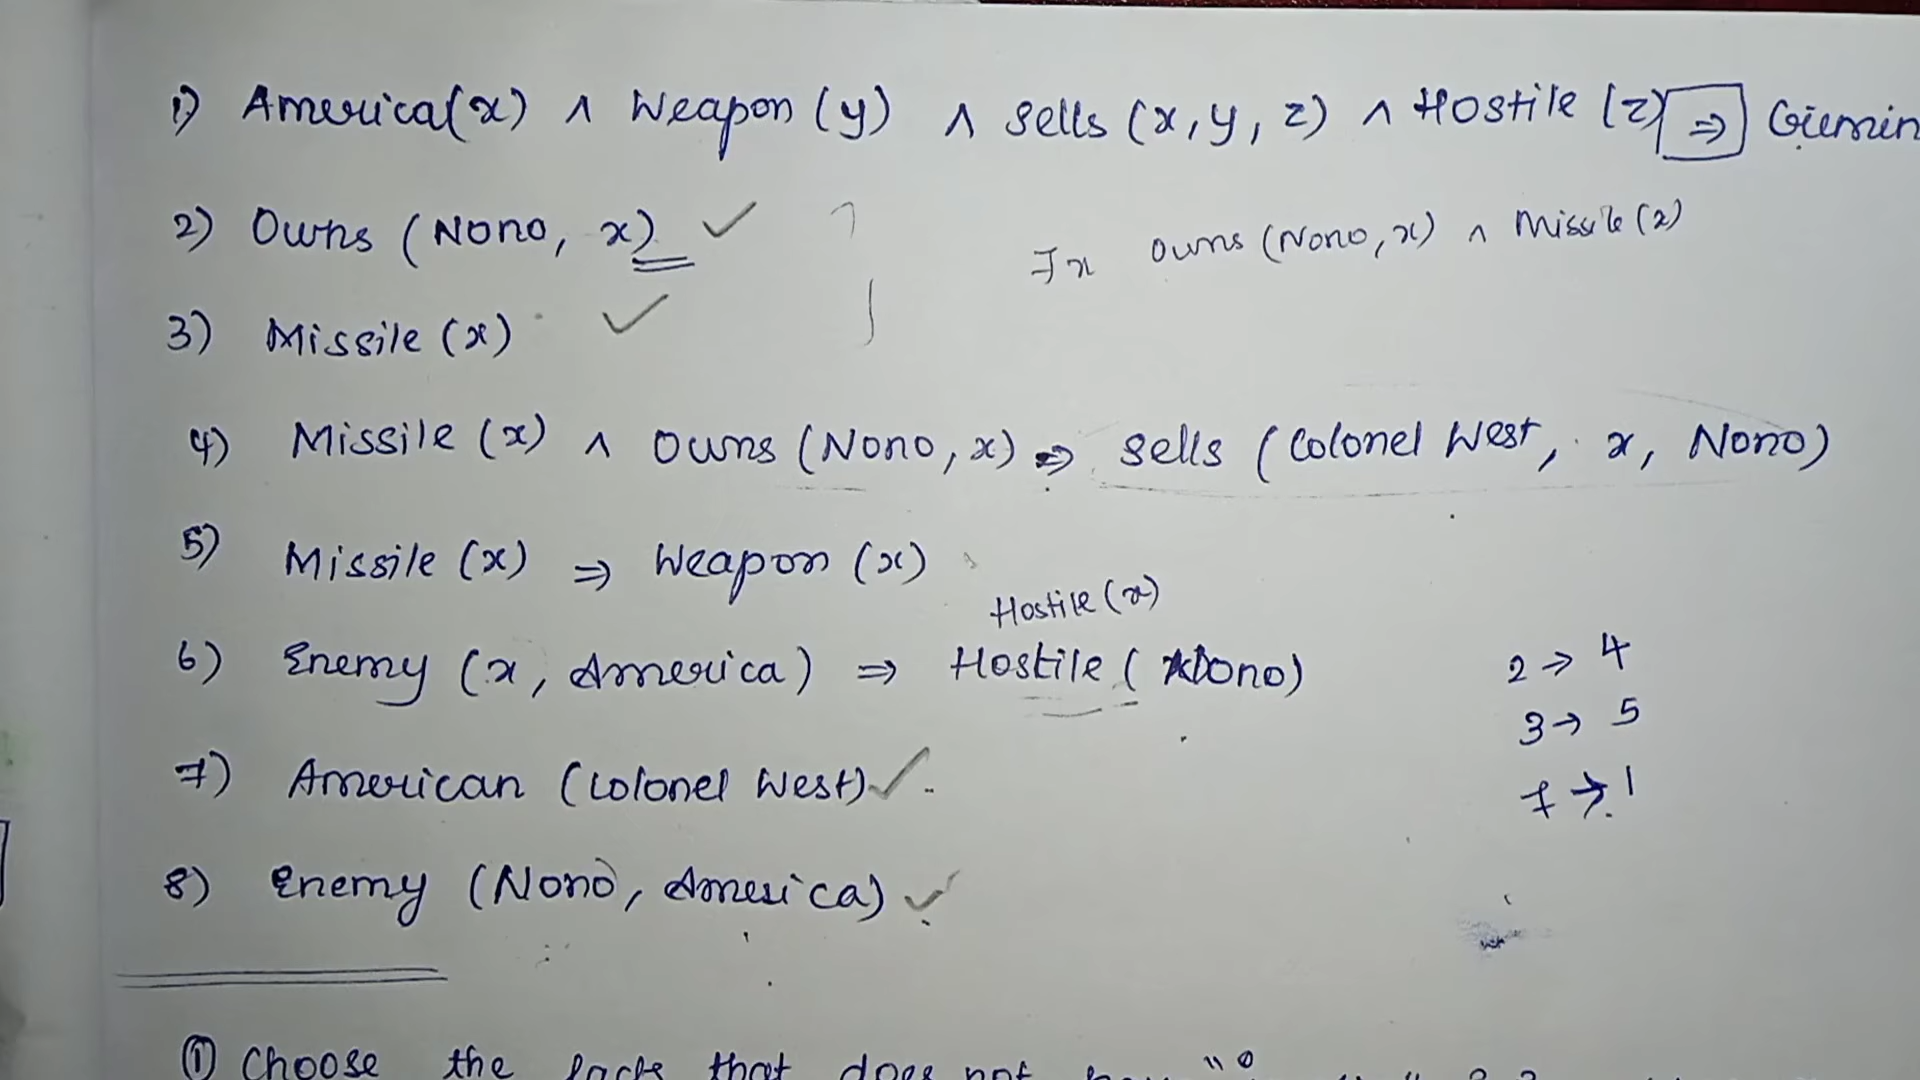 1) America(x) ∧ Weapon (y) ∧ Sells (x, y, z) ∧ Hostile (z) ⇒
2) Owns (Nono, x) ✓
∃x Owns (Nono, x) ∧ Missile (x)
3) Missile (x) ✓
4) Missile (x) ∧ Owns (Nono, x) ⇒ Sells (Colonel West, x, Nono)
5) Missile (x) ⇒ Weapon (x)
Hostile (x)
6) Enemy (x, America) ⇒ Hostile ( Nono)
2 → 4
3 → 5
7) American (Colonel West) ✓
7 → 1
8) Enemy (Nono, America) ✓
① Choose the facts that does not